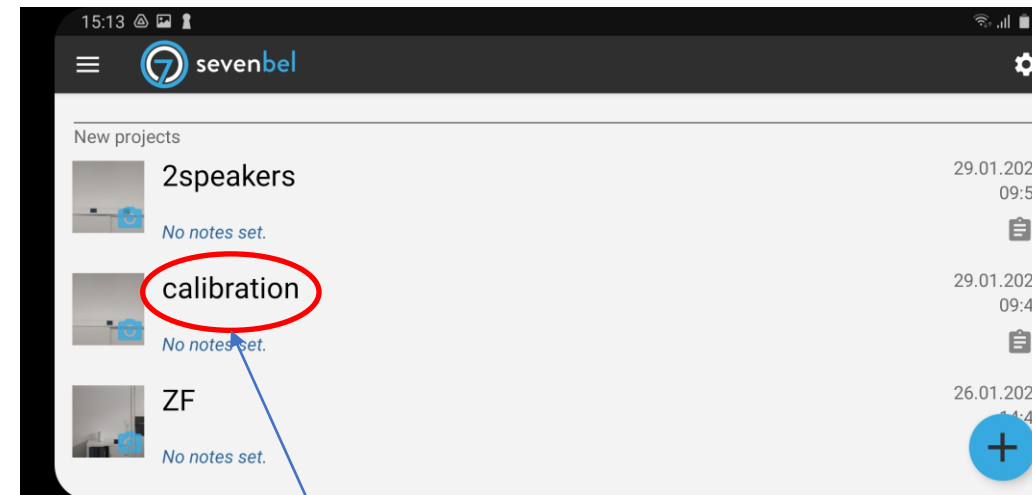 15:13
sevenbel
New projects
2speakers
29.01.202
09:5
No notes set.
calibration
29.01.202
09:4
No notes set.
ZF
26.01.202
No notes set.